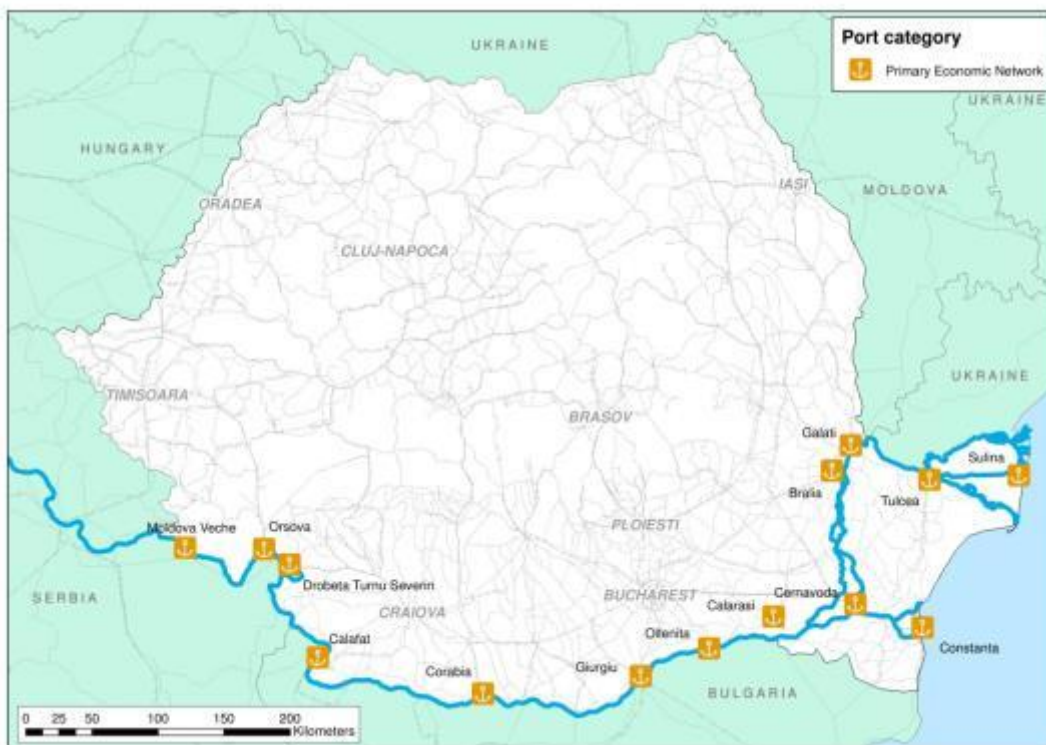 UKRAINE
Port category
Primary Economic Network
UKRAINE
HUNGARY
MOLDOVA
IASI
ORADEA
CLUJ-NAPOCA
UKRAINE
TIMISOARA
BRASOV
Galati
Sulina
Bralia
Tulcea
Moldova Veche
Orsova
PLOIESTI
Drobeta Turnu Severin
SERBIA
CRAIOVA
BUCHAREST
Cernavoda
Calarasi
Calafat
Oltenita
Constanta
Corabia
Giurgiu
BULGARIA
0 25 50 100 150 200
Kilometers